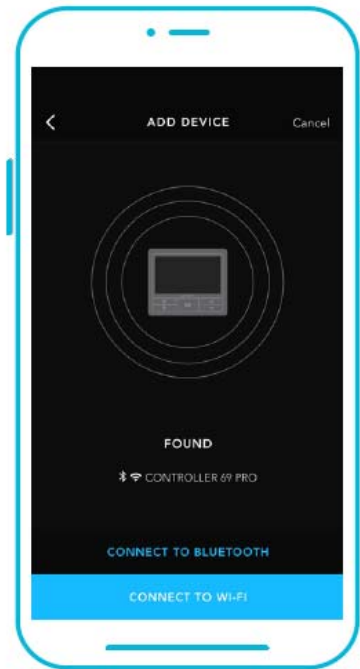 ADD DEVICE
Cancel
FOUND
CONTROLLER 69 PRO
CONNECT TO BLUETOOTH
CONNECT TO WI-FI